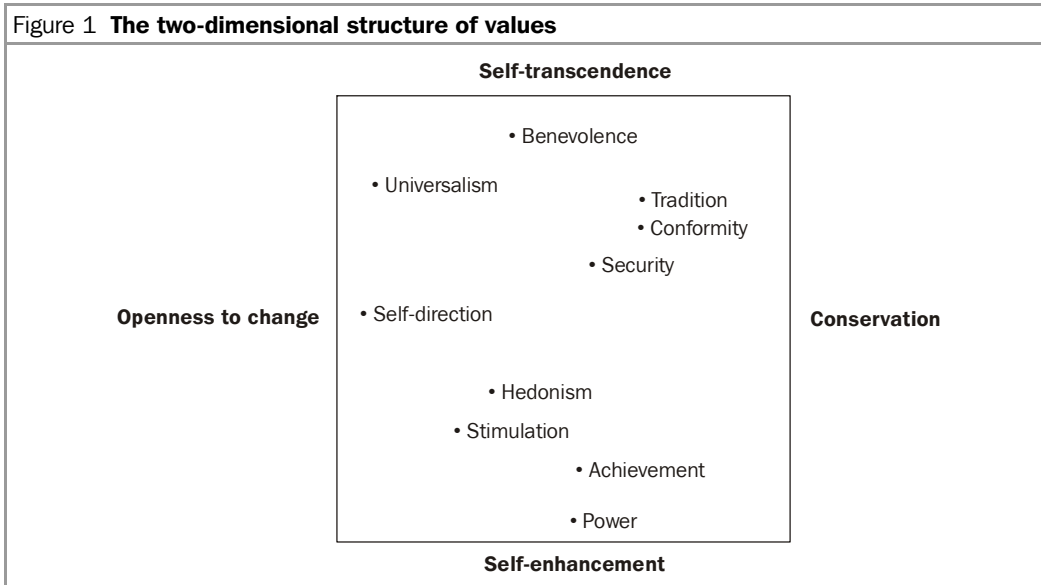 Figure 1 The two-dimensional structure of values
Self-transcendence
• Benevolence
• Universalism
• Tradition
• Conformity
• Security
Openness to change
• Self-direction
Conservation
• Hedonism
• Stimulation
• Achievement
• Power
Self-enhancement